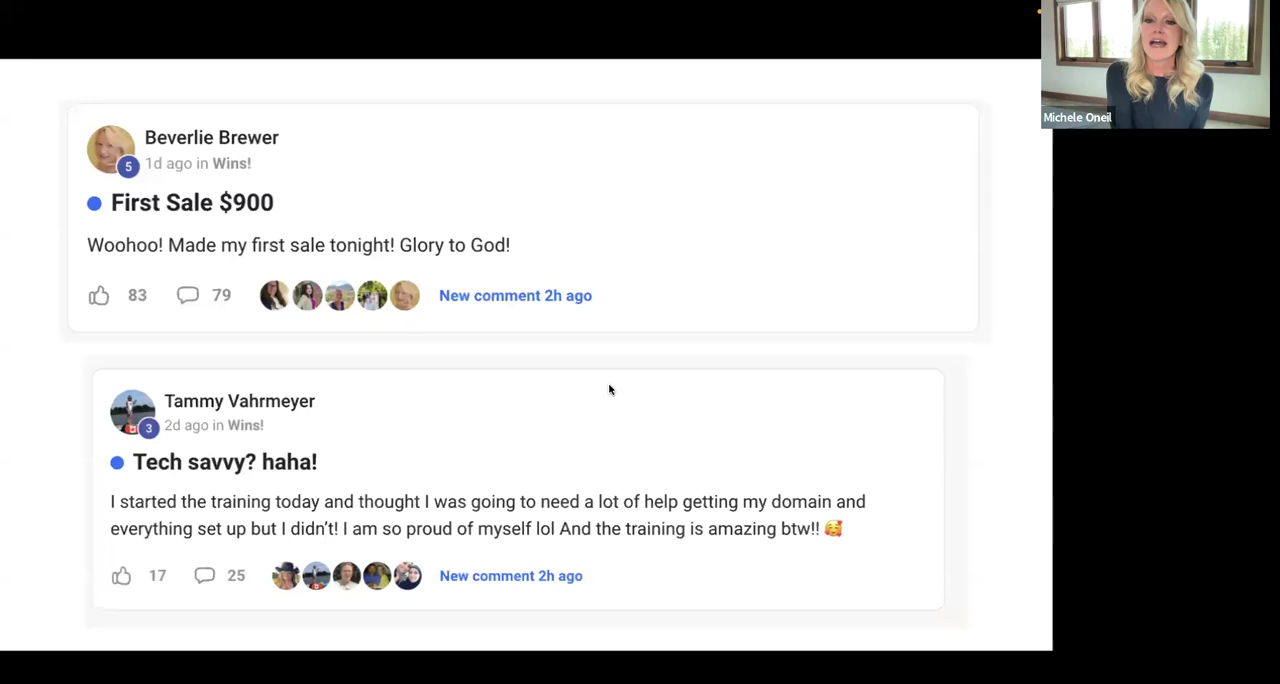 Michele Oneil
Beverlie Brewer
5
1d ago in Wins!
First Sale $900
Woohoo! Made my first sale tonight! Glory to God!
83
79
New comment 2h ago
Tammy Vahrmeyer
3
2d ago in Wins!
Tech savvy? haha!
I started the training today and thought I was going to need a lot of help getting my domain and
everything set up but I didn't! I am so proud of myself lol And the training is amazing btw!! 🥰
17
25
New comment 2h ago